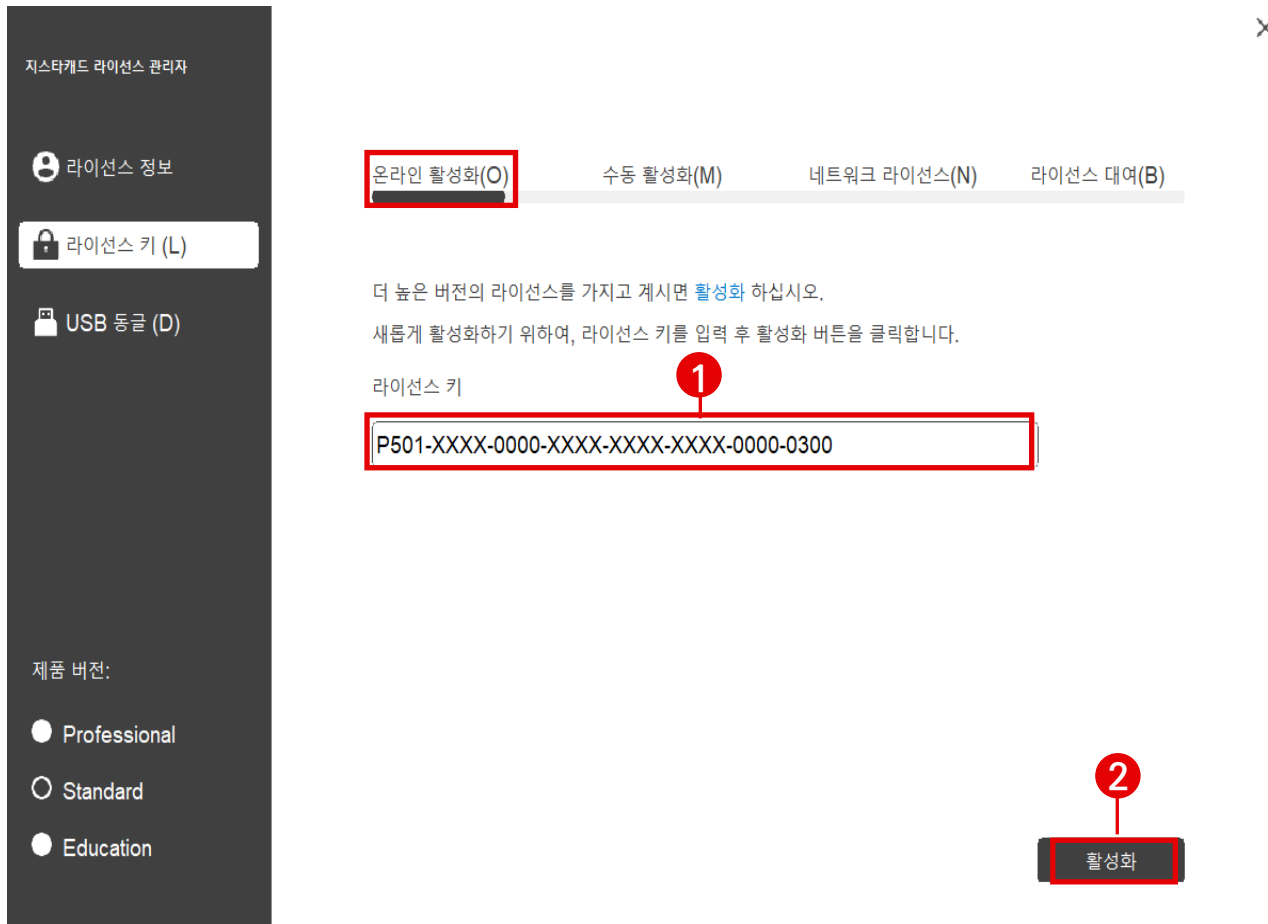 지스타캐드 라이선스 관리자
라이선스 정보
라이선스 키 (L)
USB 동글 (D)
제품 버전:
Professional
Standard
Education
온라인 활성화(O) 수동 활성화(M) 네트워크 라이선스(N) 라이선스 대여(B)
더 높은 버전의 라이선스를 가지고 계시면 활성화 하십시오.
새롭게 활성화하기 위하여, 라이선스 키를 입력 후 활성화 버튼을 클릭합니다.
라이선스 키
1
P501-XXXX-0000-XXXX-XXXX-XXXX-0000-0300
2
활성화